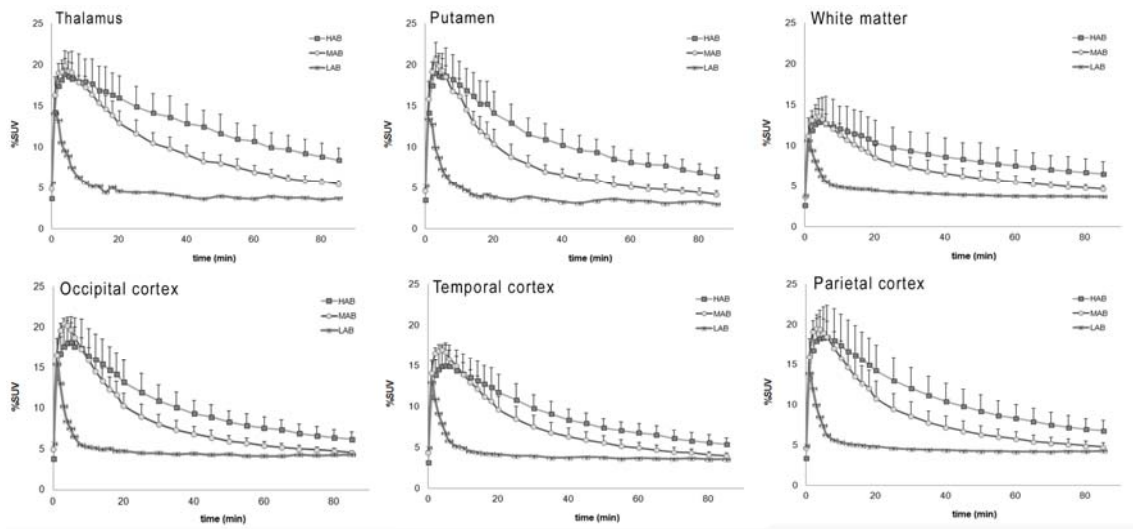 Thalamus
HAB
MAB
LAB
%SUV
25
20
15
10
5
0
0 20 40 60 80
time (min)
Putamen
HAB
MAB
LAB
%SUV
25
20
15
10
5
0
0 20 40 60 80
time (min)
White matter
HAB
MAB
LAB
%SUV
25
20
15
10
5
0
0 20 40 60 80
time (min)
Occipital cortex
HAB
MAB
LAB
%SUV
25
20
15
10
5
0
0 20 40 60 80
time (min)
Temporal cortex
HAB
MAB
LAB
%SUV
25
20
15
10
5
0
0 20 40 60 80
time (min)
Parietal cortex
HAB
MAB
LAB
%SUV
25
20
15
10
5
0
0 20 40 60 80
time (min)